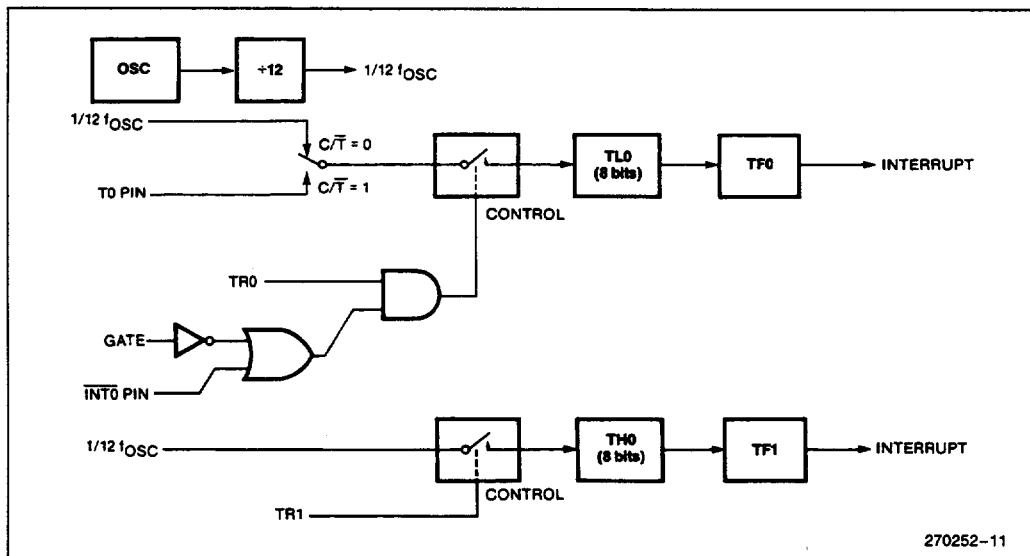 OSC
÷12
1/12 fOSC
1/12 fOSC
C/T̅ = 0
C/T̅ = 1
T0 PIN
CONTROL
TL0
(8 bits)
TF0
INTERRUPT
TR0
GATE
I̅N̅T̅0̅ PIN
1/12 fOSC
CONTROL
TH0
(8 bits)
TF1
INTERRUPT
TR1
270252–11